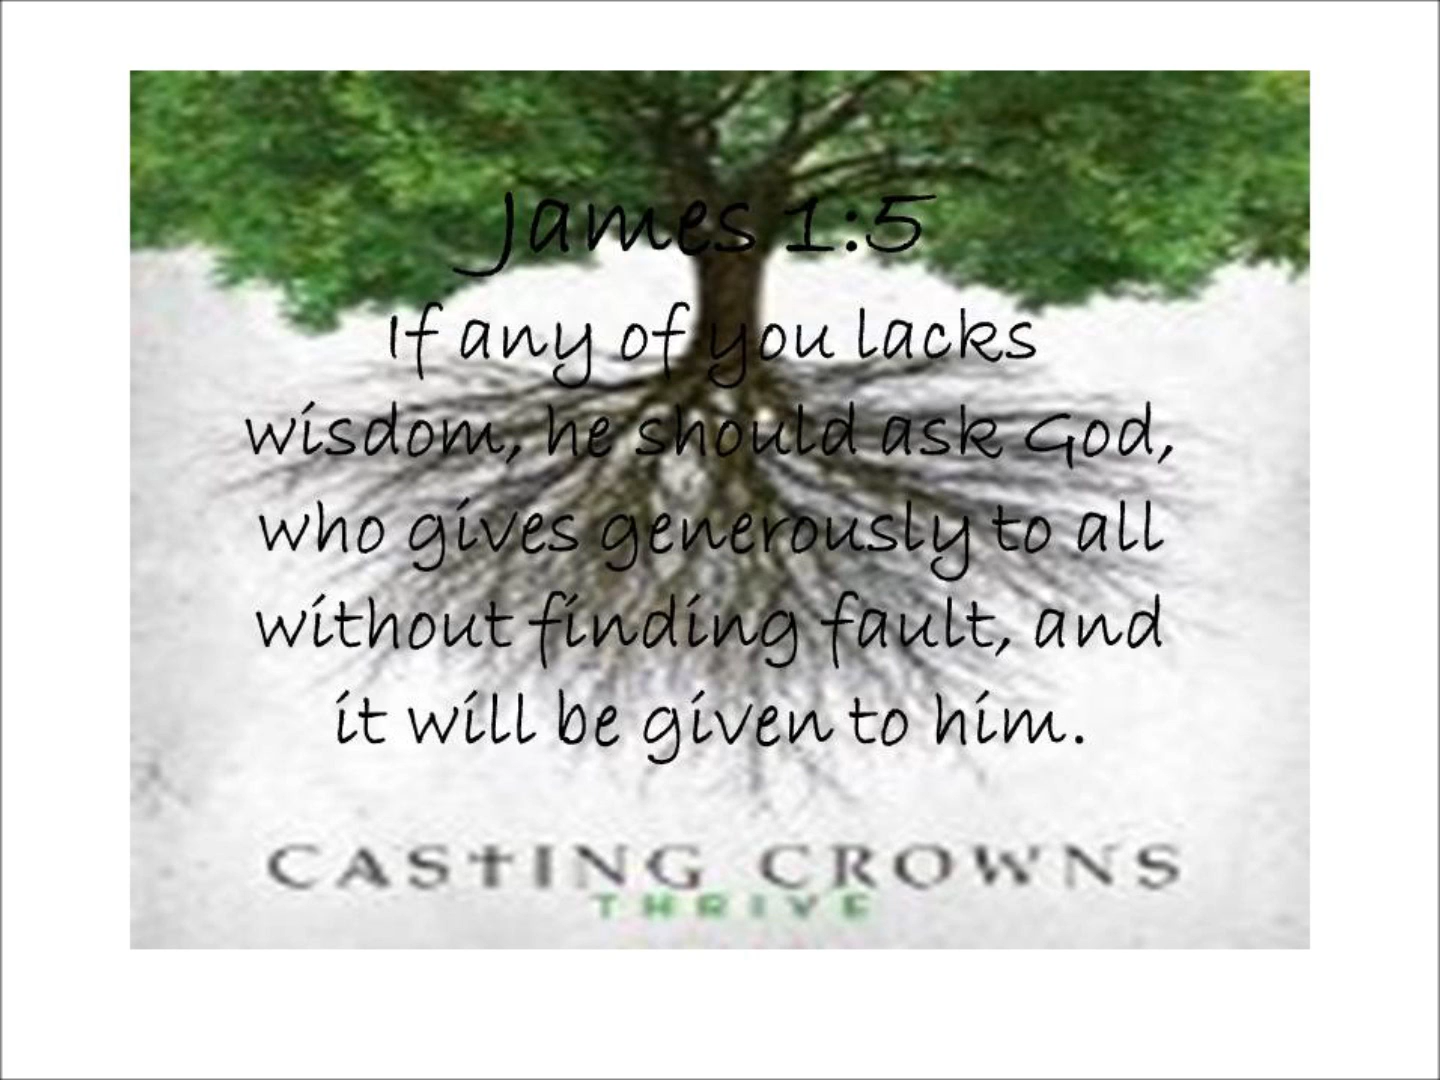 James 1:5
If any of you lacks
wisdom, he should ask God,
who gives generously to all
without finding fault, and
it will be given to him.
CASTING CROWNS
THRIVE